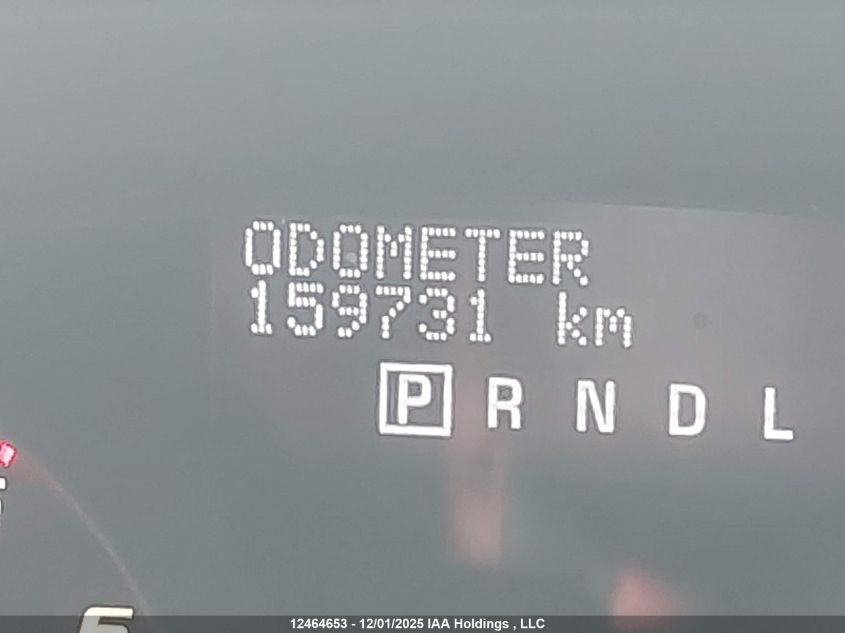 ODOMETER
159731 km
P R N D L
12464653 - 12/01/2025 IAA Holdings , LLC